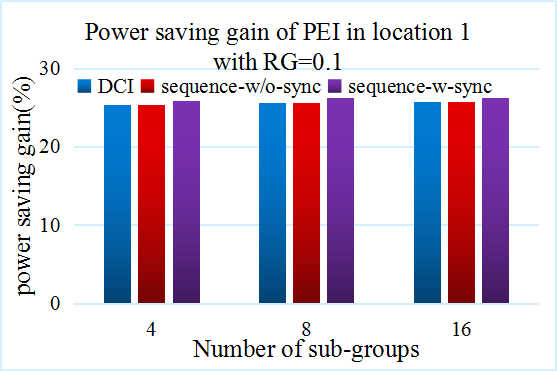 Power saving gain of PEI in location 1
with RG=0.1
DCI sequence-w/o-sync sequence-w-sync
power saving gain(%)
30
20
10
0
4 8 16
Number of sub-groups